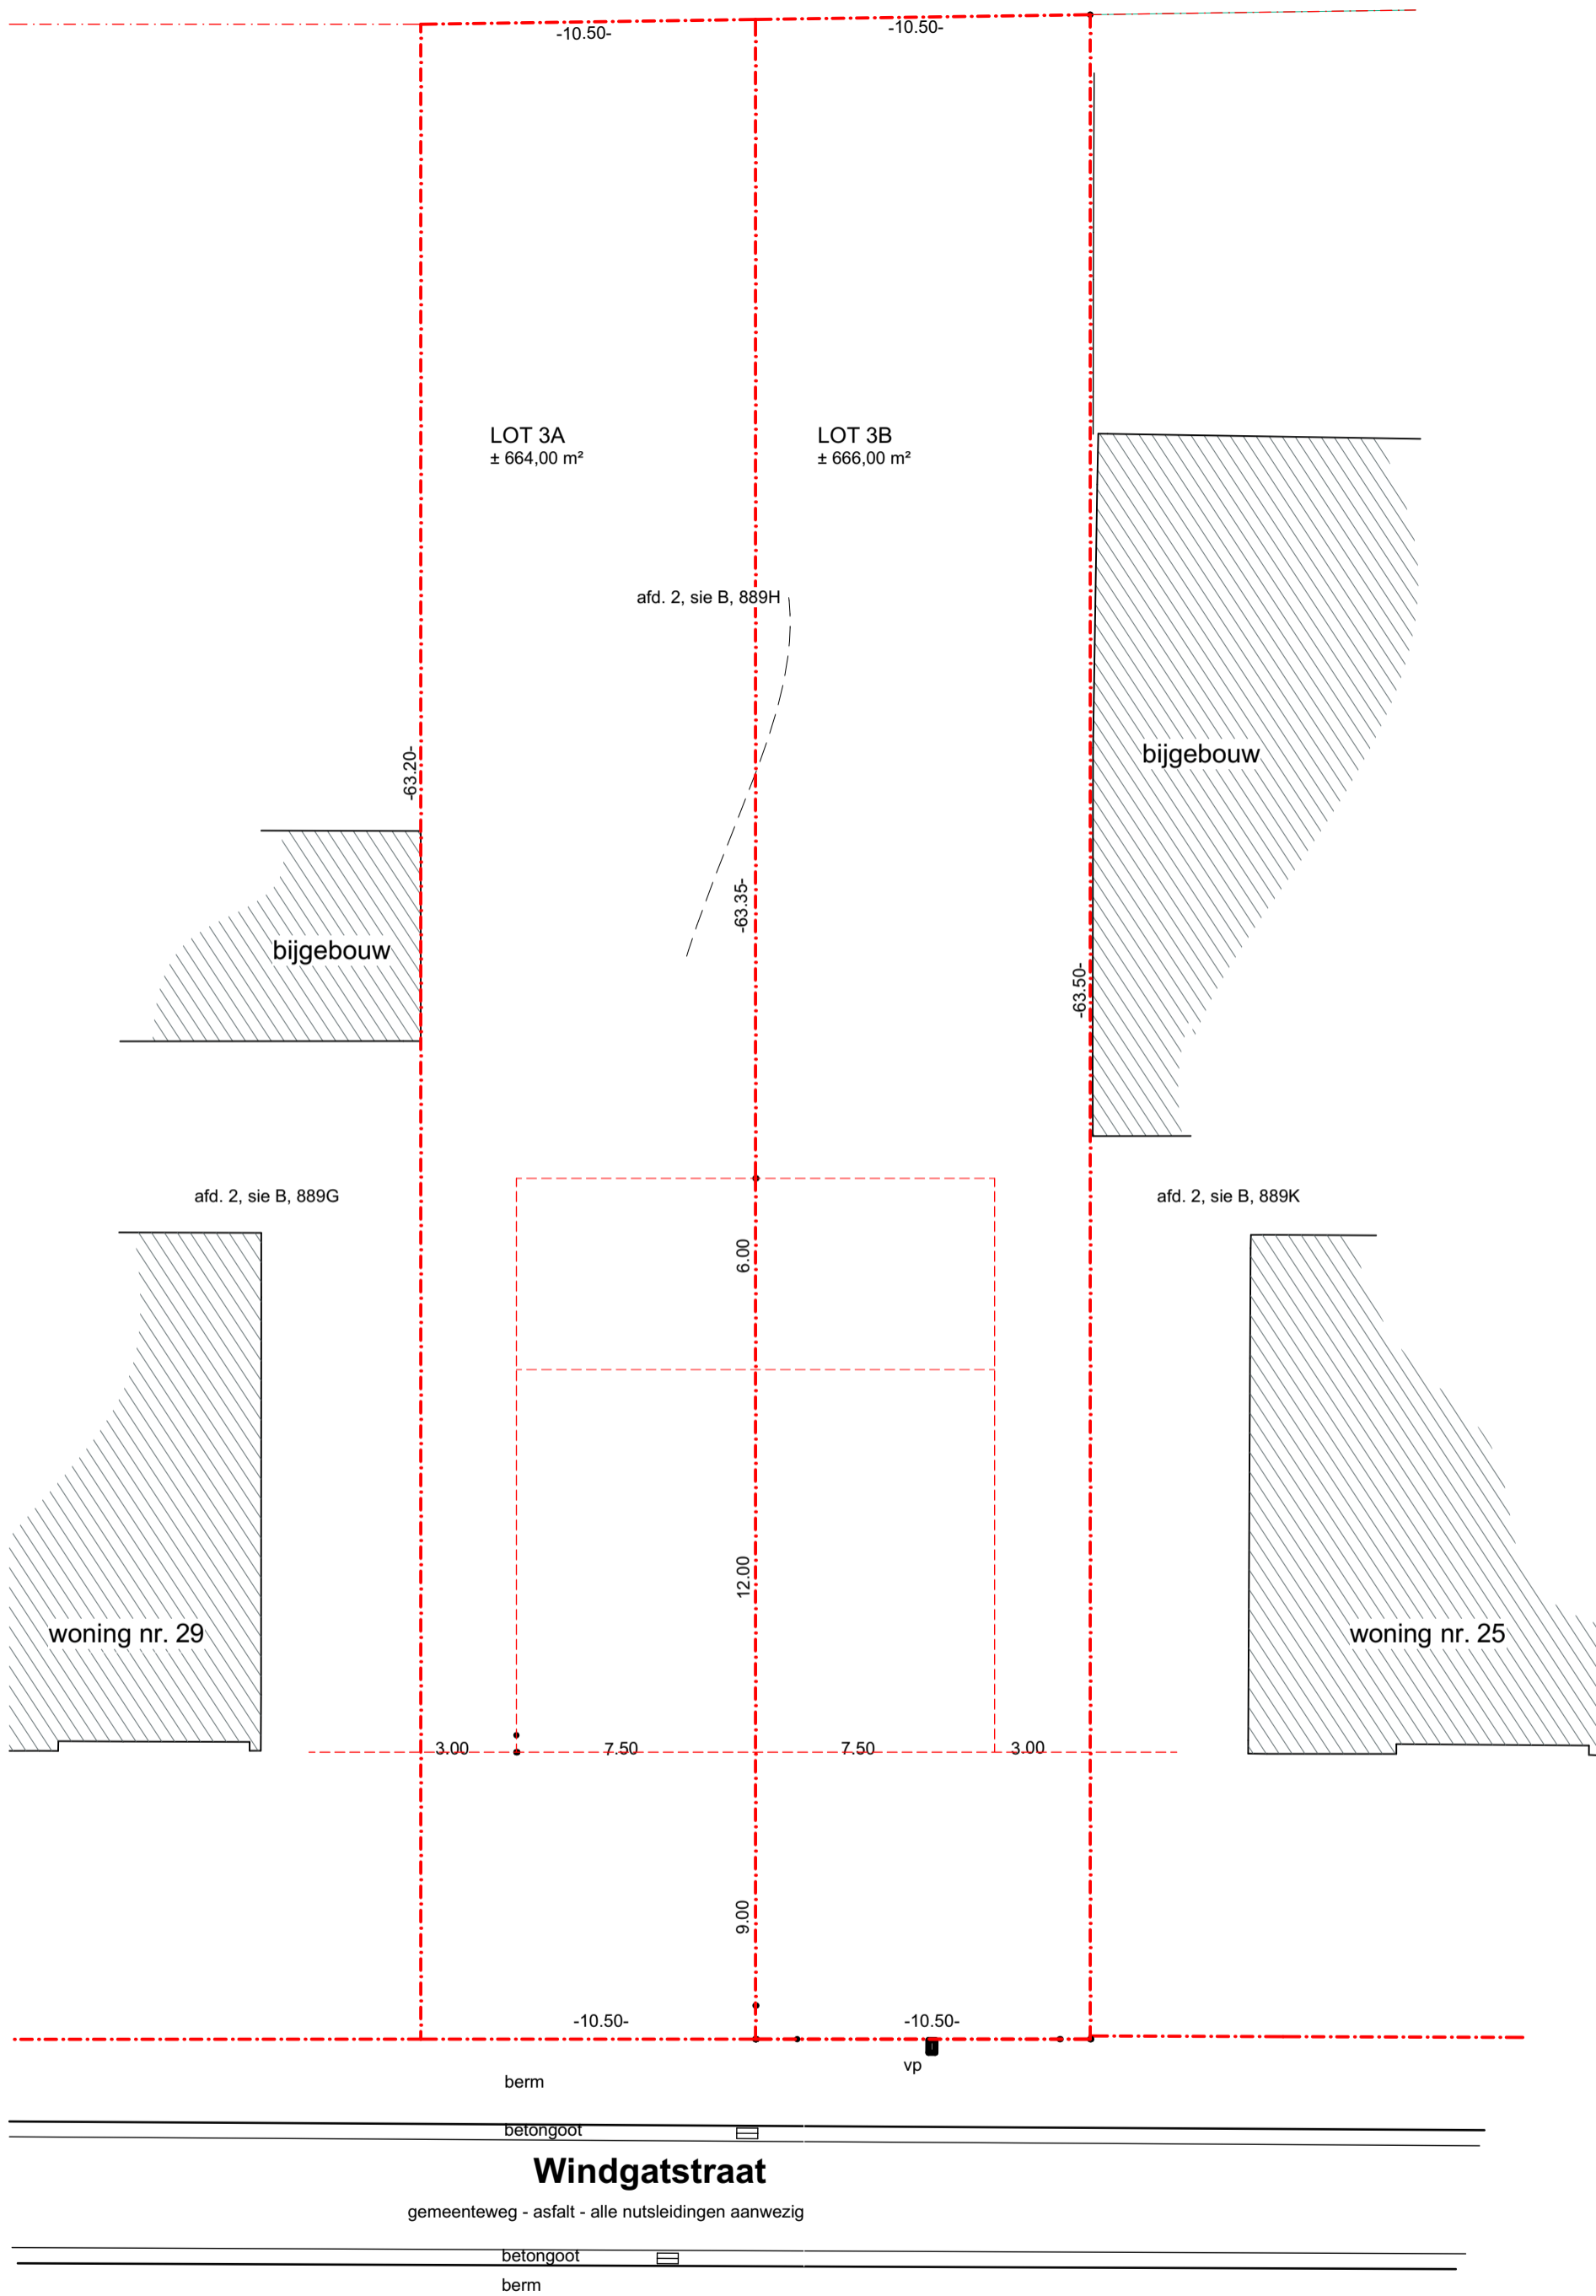 -10.50-
-10.50-
LOT 3A
± 664,00 m²
LOT 3B
± 666,00 m²
afd. 2, sie B, 889H
-63.20-
bijgebouw
-63.35-
bijgebouw
-63.50-
afd. 2, sie B, 889G
afd. 2, sie B, 889K
6.00
12.00
woning nr. 29
woning nr. 25
3.00
7.50
7.50
3.00
9.00
-10.50-
-10.50-
vp
berm
betongoot
Windgatstraat
gemeenteweg - asfalt - alle nutsleidingen aanwezig
betongoot
berm